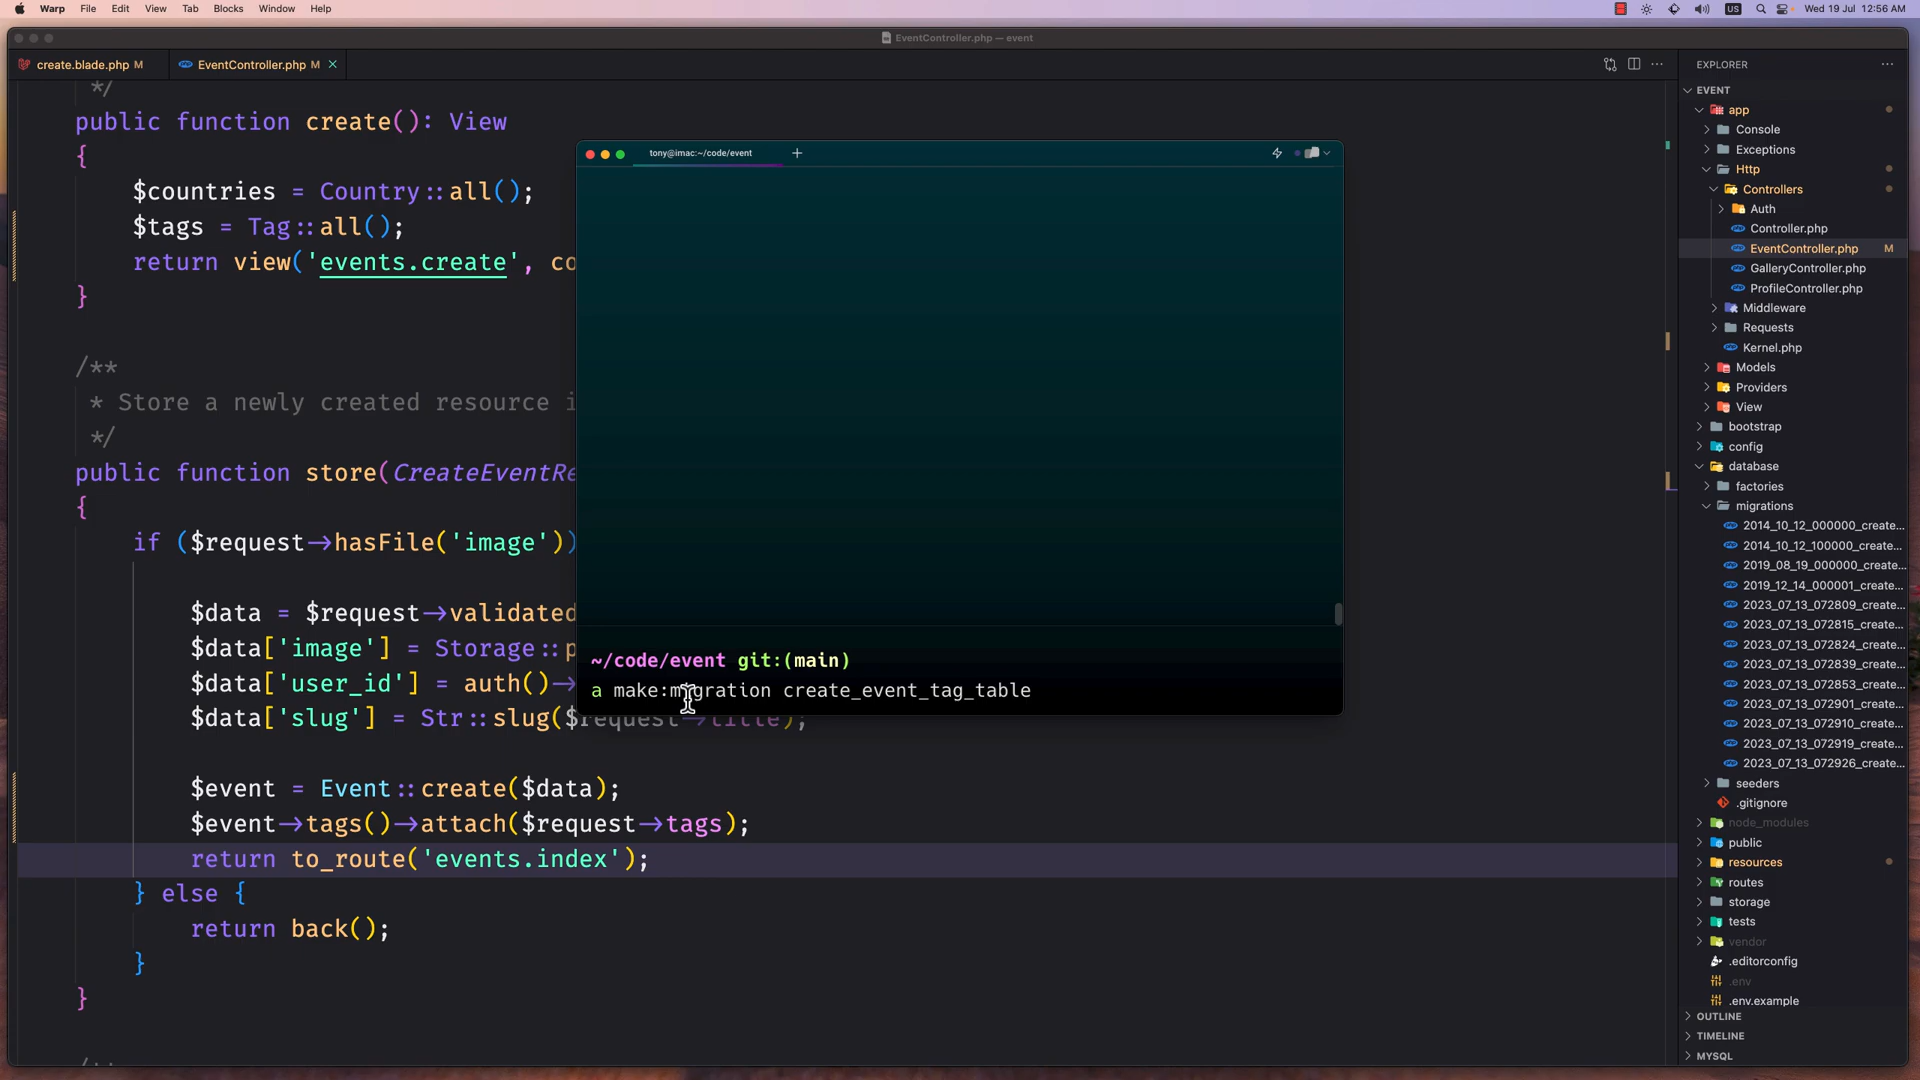 Warp File Edit View Tab Blocks Window Help
US Wed 19 Jul 12:56 AM
EventController.php — event
create.blade.php M
EventController.php M
*/
public function create(): View
{
$countries = Country::all();
$tags = Tag::all();
return view('events.create', co
}
/**
* Store a newly created resource i
*/
public function store(CreateEventRe
{
if ($request->hasFile('image'))
$data = $request->validated
$data['image'] = Storage::p
$data['user_id'] = auth()->
$data['slug'] = Str::slug($request->title);
$event = Event::create($data);
$event->tags()->attach($request->tags);
return to_route('events.index');
} else {
return back();
}
}
/**
tony@imac:~/code/event
~/code/event git:(main)
a make:migration create_event_tag_table
EXPLORER
EVENT
app
Console
Exceptions
Http
Controllers
Auth
Controller.php
EventController.php M
GalleryController.php
ProfileController.php
Middleware
Requests
Kernel.php
Models
Providers
View
bootstrap
config
database
factories
migrations
2014_10_12_000000_create...
2014_10_12_100000_create...
2019_08_19_000000_create...
2019_12_14_000001_create...
2023_07_13_072809_create...
2023_07_13_072815_create...
2023_07_13_072824_create...
2023_07_13_072839_create...
2023_07_13_072853_create...
2023_07_13_072901_create...
2023_07_13_072910_create...
2023_07_13_072919_create...
2023_07_13_072926_create...
seeders
.gitignore
node_modules
public
resources
routes
storage
tests
vendor
.editorconfig
.env
.env.example
OUTLINE
TIMELINE
MYSQL